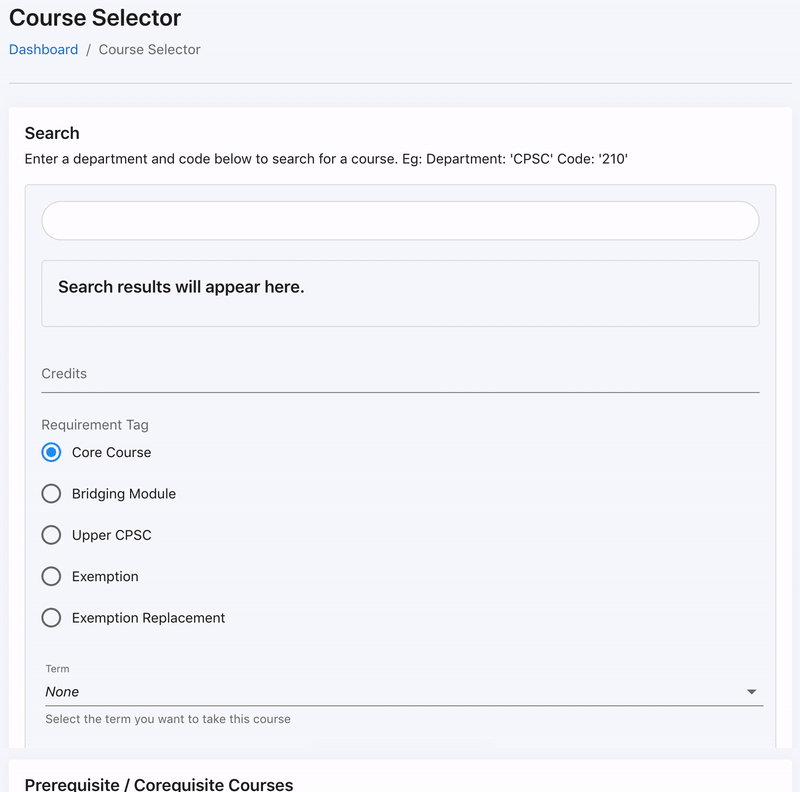 Course Selector
Dashboard / Course Selector
Search
Enter a department and code below to search for a course. Eg: Department: 'CPSC' Code: '210'
Search results will appear here.
Credits
Requirement Tag
Core Course
Bridging Module
Upper CPSC
Exemption
Exemption Replacement
Term
None
Select the term you want to take this course
Prerequisite / Corequisite Courses